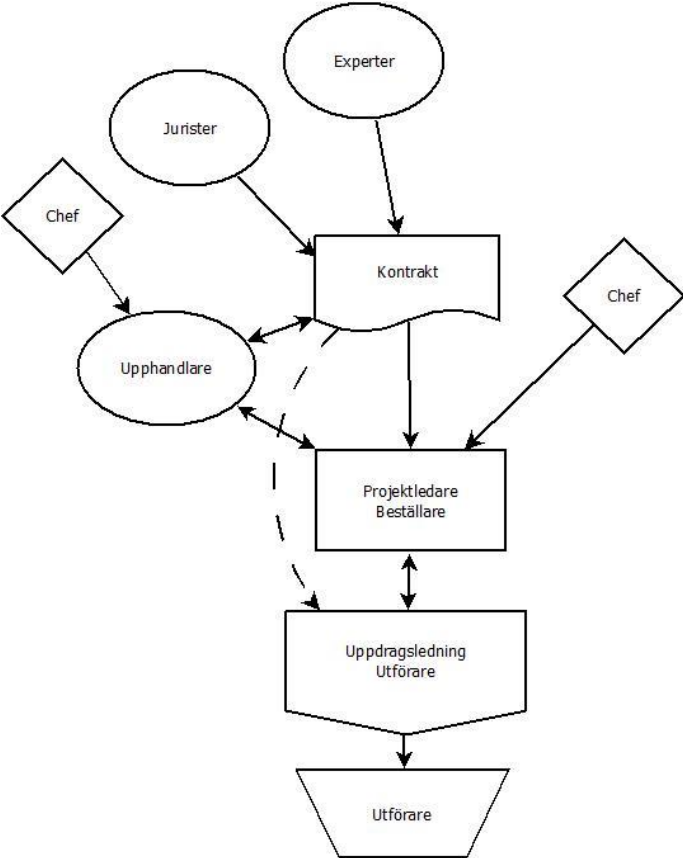 Experter
Jurister
Chef
Kontrakt
Chef
Upphandlare
Projektledare
Beställare
Uppdragsledning
Utförare
Utförare